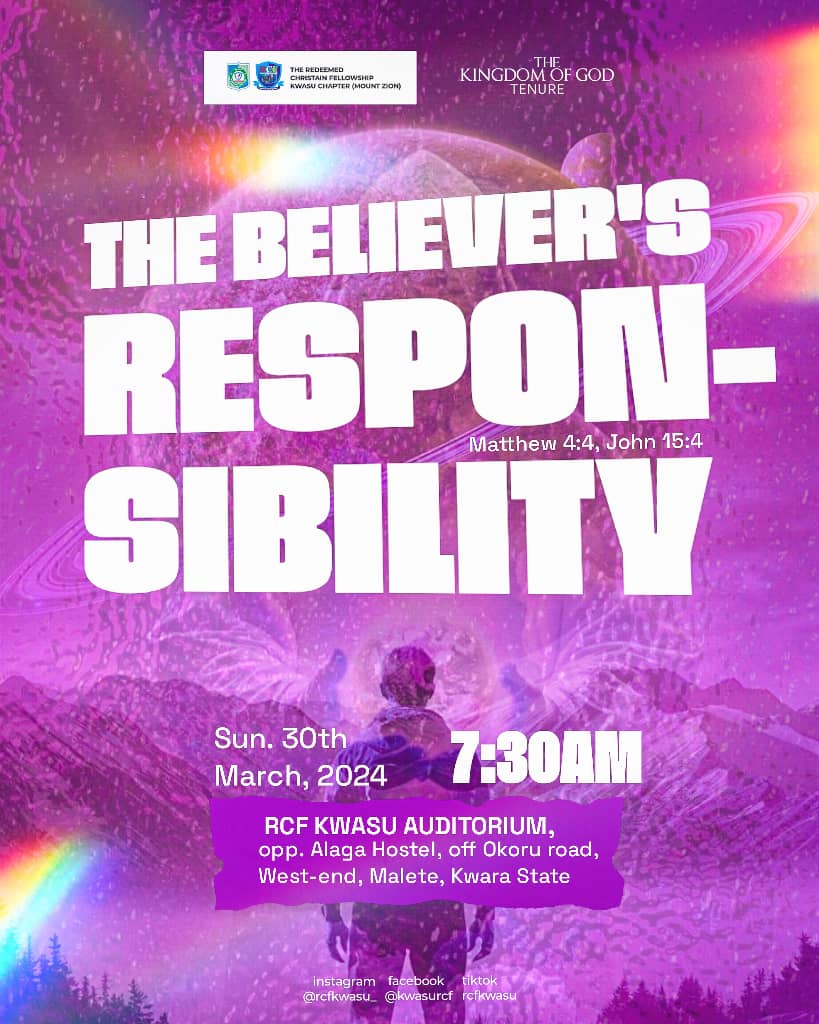 THE REDEEMED
CHRISTAIN FELLOWSHIP
KWASU CHAPTER (MOUNT ZION)
THE
KINGDOM OF GOD
TENURE
THE BELIEVER'S
RESPON-
Matthew 4:4, John 15:4
SIBILITY
Sun. 30th
March, 2024
7:30AM
RCF KWASU AUDITORIUM,
opp. Alaga Hostel, off Okoru road,
West-end, Malete, Kwara State
instagram facebook tiktok
@rcfkwasu_ @kwasurcf rcfkwasu